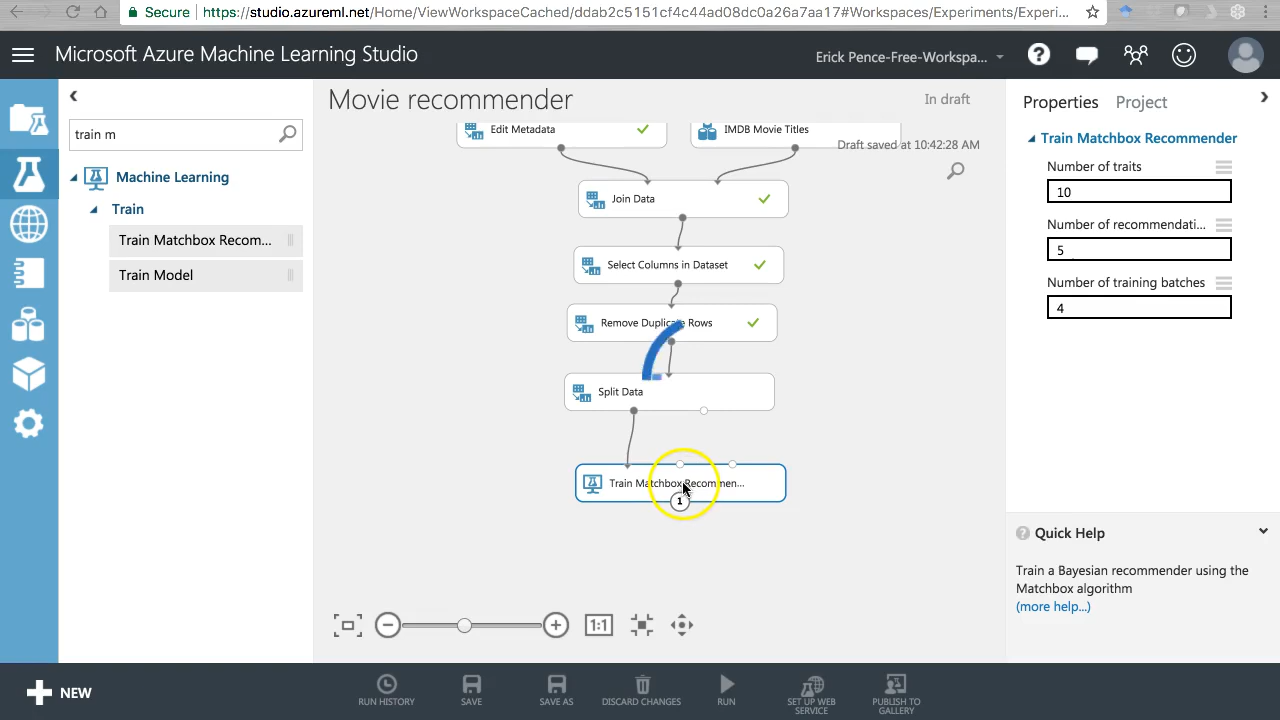 Secure
https://studio.azureml.net/Home/ViewWorkspaceCached/ddab2c5151cf4c44ad08dc0a26a7aa17#Workspaces/Experiments/Experi...
Microsoft Azure Machine Learning Studio
Erick Pence-Free-Workspa...
train m
Machine Learning
Train
Train Matchbox Recom...
Train Model
Movie recommender
In draft
Edit Metadata
IMDB Movie Titles
Draft saved at 10:42:28 AM
Join Data
Select Columns in Dataset
Remove Duplicate Rows
Split Data
Train Matchbox Recommen...
1
1:1
Properties
Project
Train Matchbox Recommender
Number of traits
10
Number of recommendati...
5
Number of training batches
4
Quick Help
Train a Bayesian recommender using the
Matchbox algorithm
(more help...)
NEW
RUN HISTORY
SAVE
SAVE AS
DISCARD CHANGES
RUN
SET UP WEB
SERVICE
PUBLISH TO
GALLERY